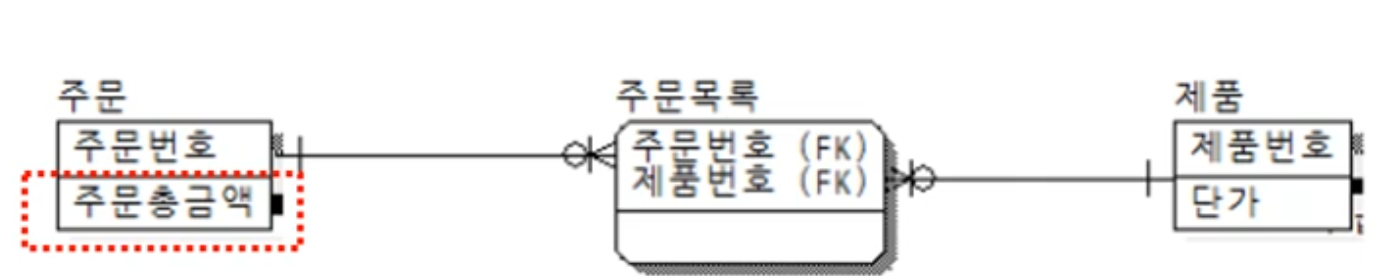 주문
주문번호
주문총금액
주문목록
주문번호 (FK)
제품번호 (FK)
제품
제품번호
단가